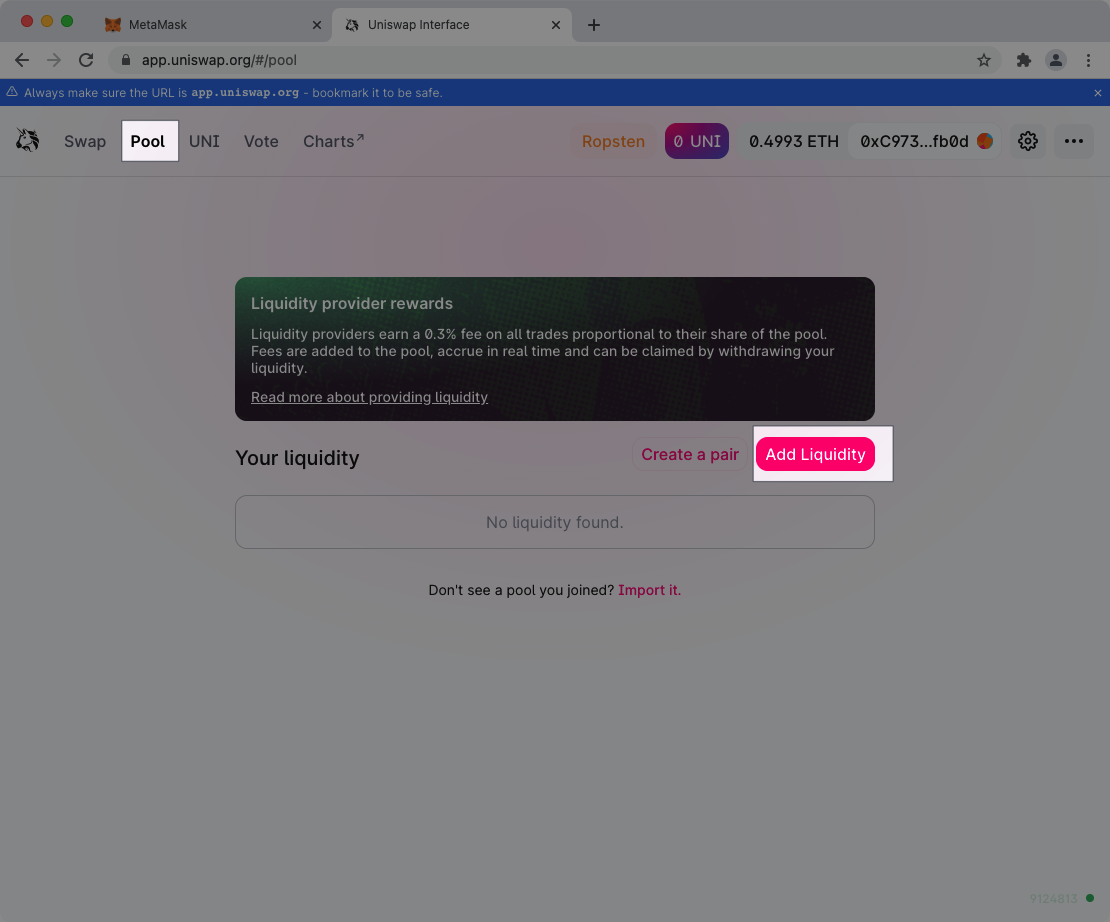 MetaMask
Uniswap Interface
app.uniswap.org/#/pool
Always make sure the URL is app.uniswap.org - bookmark it to be safe.
Swap Pool UNI Vote Charts↗ Ropsten 0 UNI 0.4993 ETH 0xC973...fb0d
Liquidity provider rewards
Liquidity providers earn a 0.3% fee on all trades proportional to their share of the pool.
Fees are added to the pool, accrue in real time and can be claimed by withdrawing your
liquidity.
Read more about providing liquidity
Your liquidity Create a pair Add Liquidity
No liquidity found.
Don't see a pool you joined? Import it.
9124813